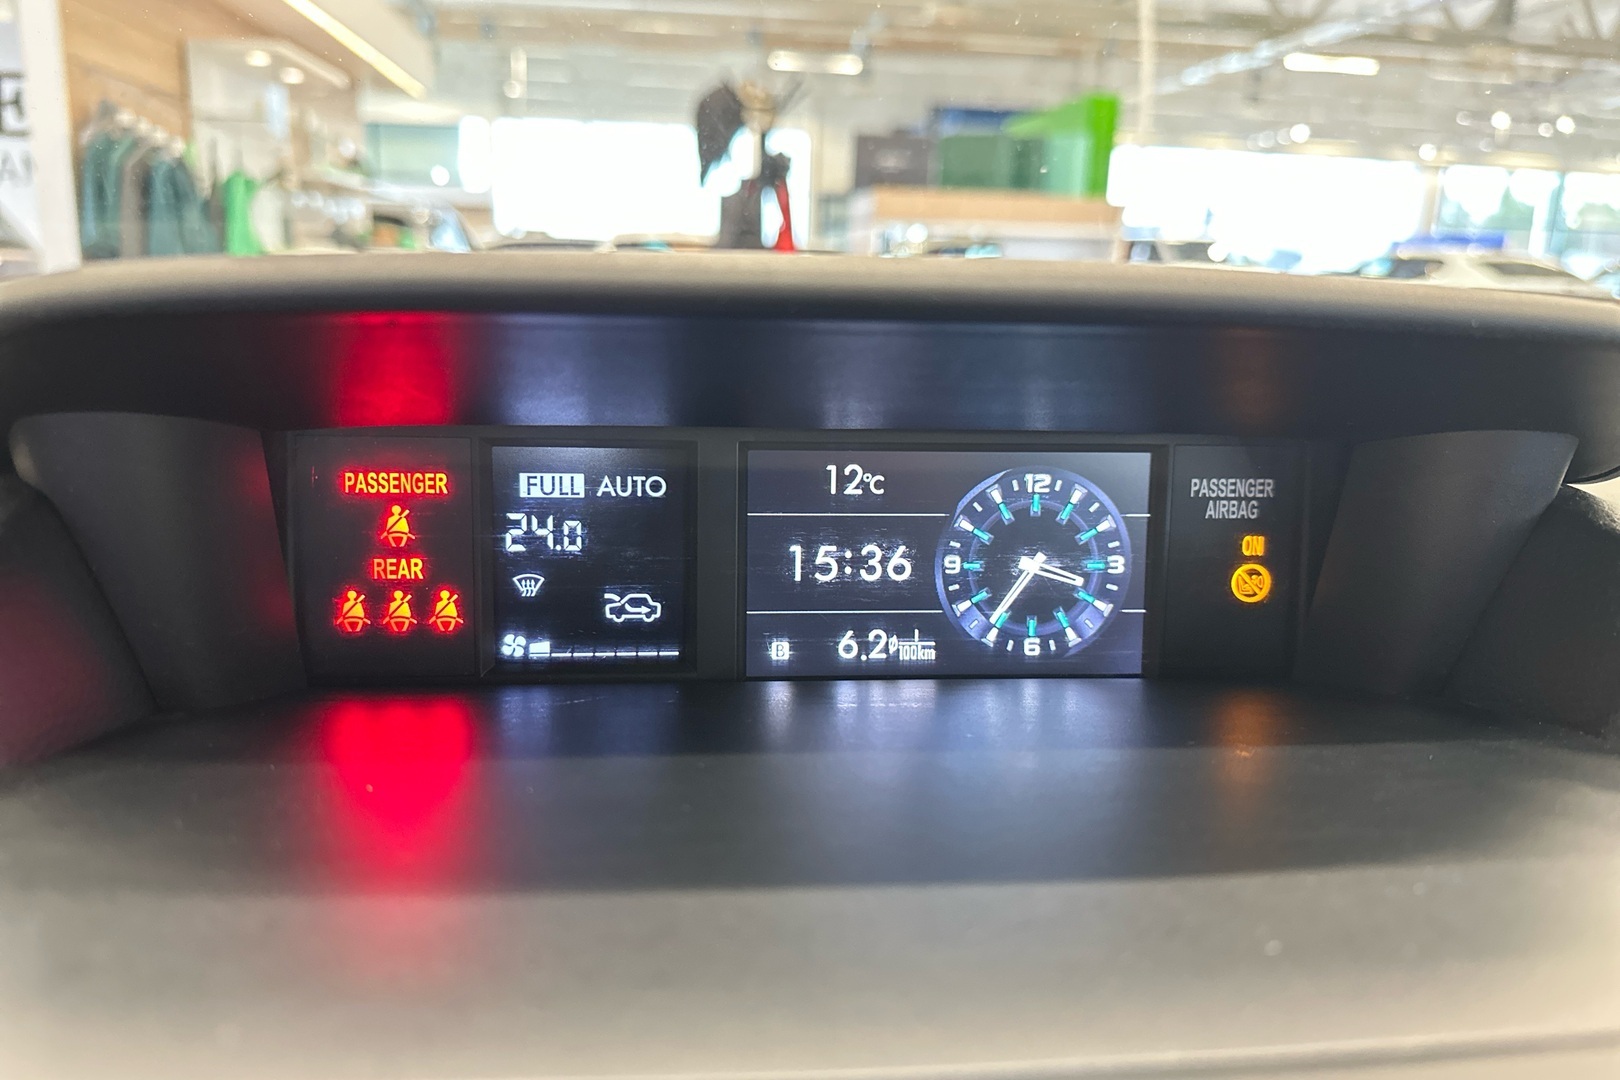 PASSENGER
REAR
FULL AUTO
24.0
12°C
15:36
B 6.2 ø l/100km
12
3
6
9
PASSENGER
AIRBAG
ON